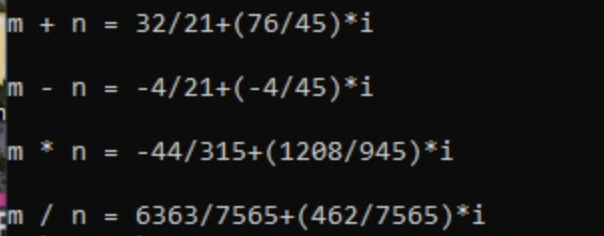 m + n = 32/21+(76/45)*i
m - n = -4/21+(-4/45)*i
m * n = -44/315+(1208/945)*i
m / n = 6363/7565+(462/7565)*i